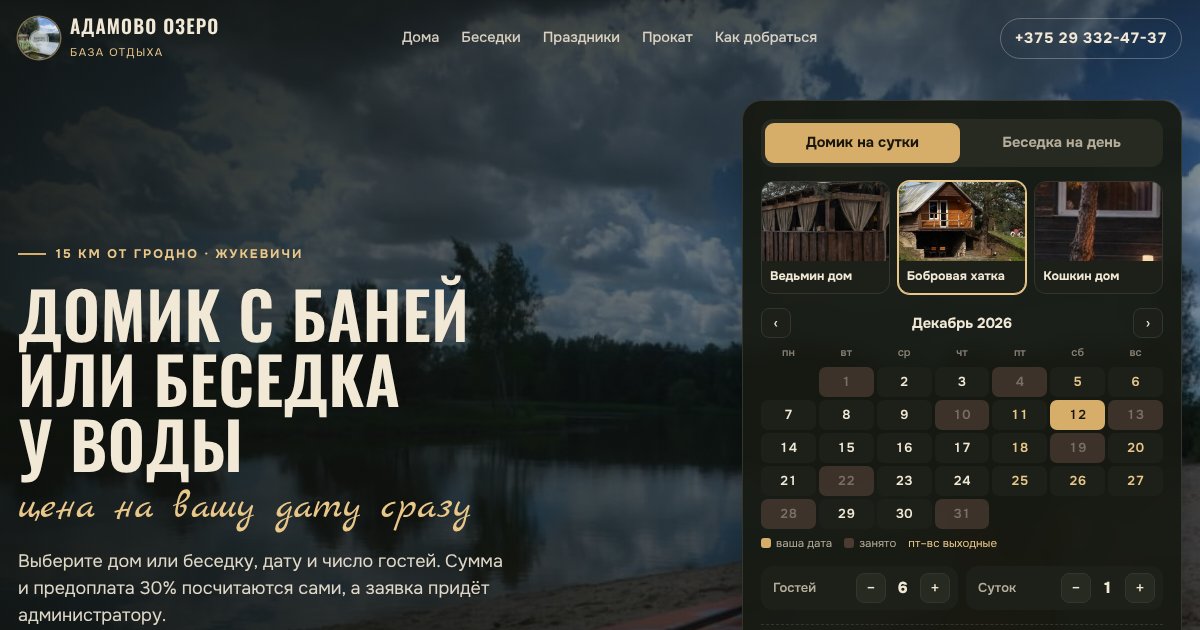 АДАМОВО ОЗЕРО
БАЗА ОТДЫХА
Дома Беседки Праздники Прокат Как добраться
+375 29 332-47-37
15 КМ ОТ ГРОДНО · ЖУКЕВИЧИ
ДОМИК С БАНЕЙ
ИЛИ БЕСЕДКА
У ВОДЫ
цена на вашу дату сразу
Выберите дом или беседку, дату и число гостей. Сумма
и предоплата 30% посчитаются сами, а заявка придёт
администратору.
Домик на сутки Беседка на день
Ведьмин дом Бобровая хатка Кошкин дом
‹ Декабрь 2026 ›
пн вт ср чт пт сб вс
1 2 3 4 5 6
7 8 9 10 11 12 13
14 15 16 17 18 19 20
21 22 23 24 25 26 27
28 29 30 31
ваша дата занято пт–вс выходные
Гостей − 6 + Суток − 1 +